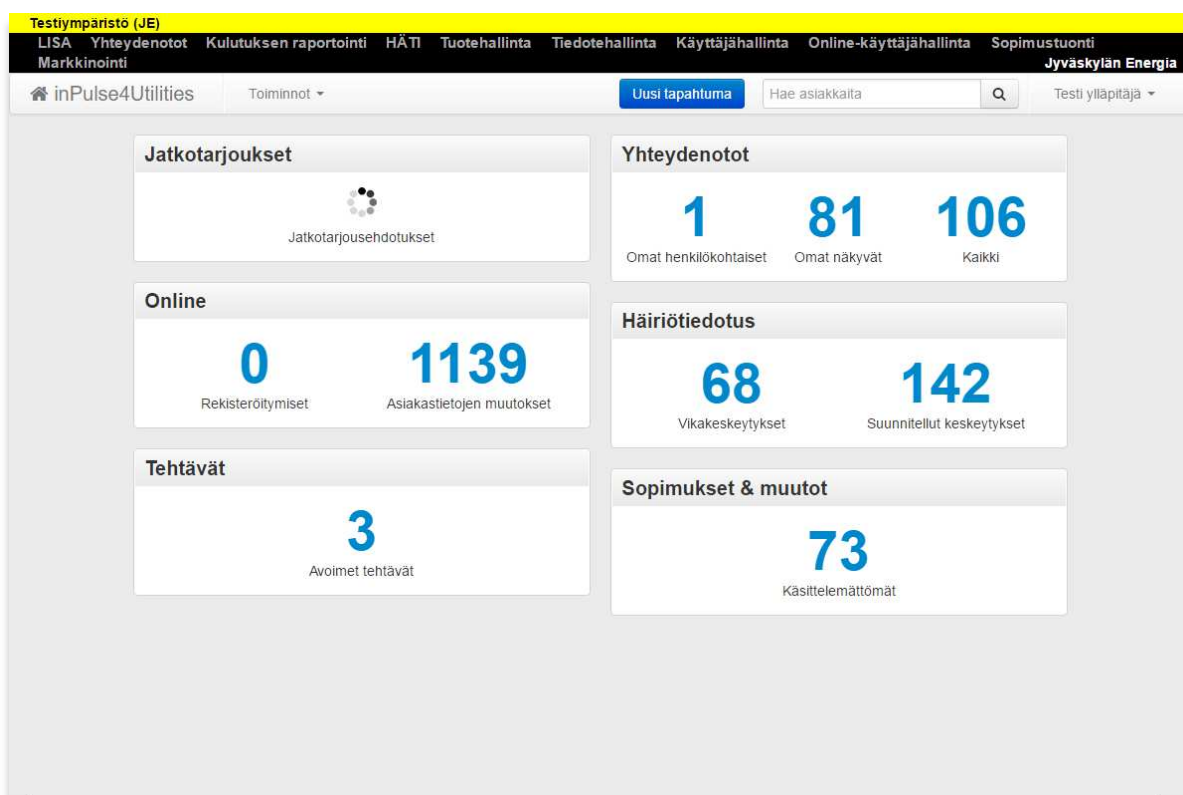 Testiympäristö (JE)
LISA Yhteydenotot Kulutuksen raportointi HÄTI Tuotehallinta Tiedotehallinta Käyttäjähallinta Online-käyttäjähallinta Sopimustuonti
Markkinointi Jyväskylän Energia
inPulse4Utilities Toiminnot Uusi tapahtuma Hae asiakkaita Testi ylläpitäjä
Jatkotarjoukset
Jatkotarjousehdotukset
Online
0 1139
Rekisteröitymiset Asiakastietojen muutokset
Tehtävät
3
Avoimet tehtävät
Yhteydenotot
1 81 106
Omat henkilökohtaiset Omat näkyvät Kaikki
Häiriötiedotus
68 142
Vikakeskeytykset Suunnitellut keskeytykset
Sopimukset & muutot
73
Käsittelemättömät